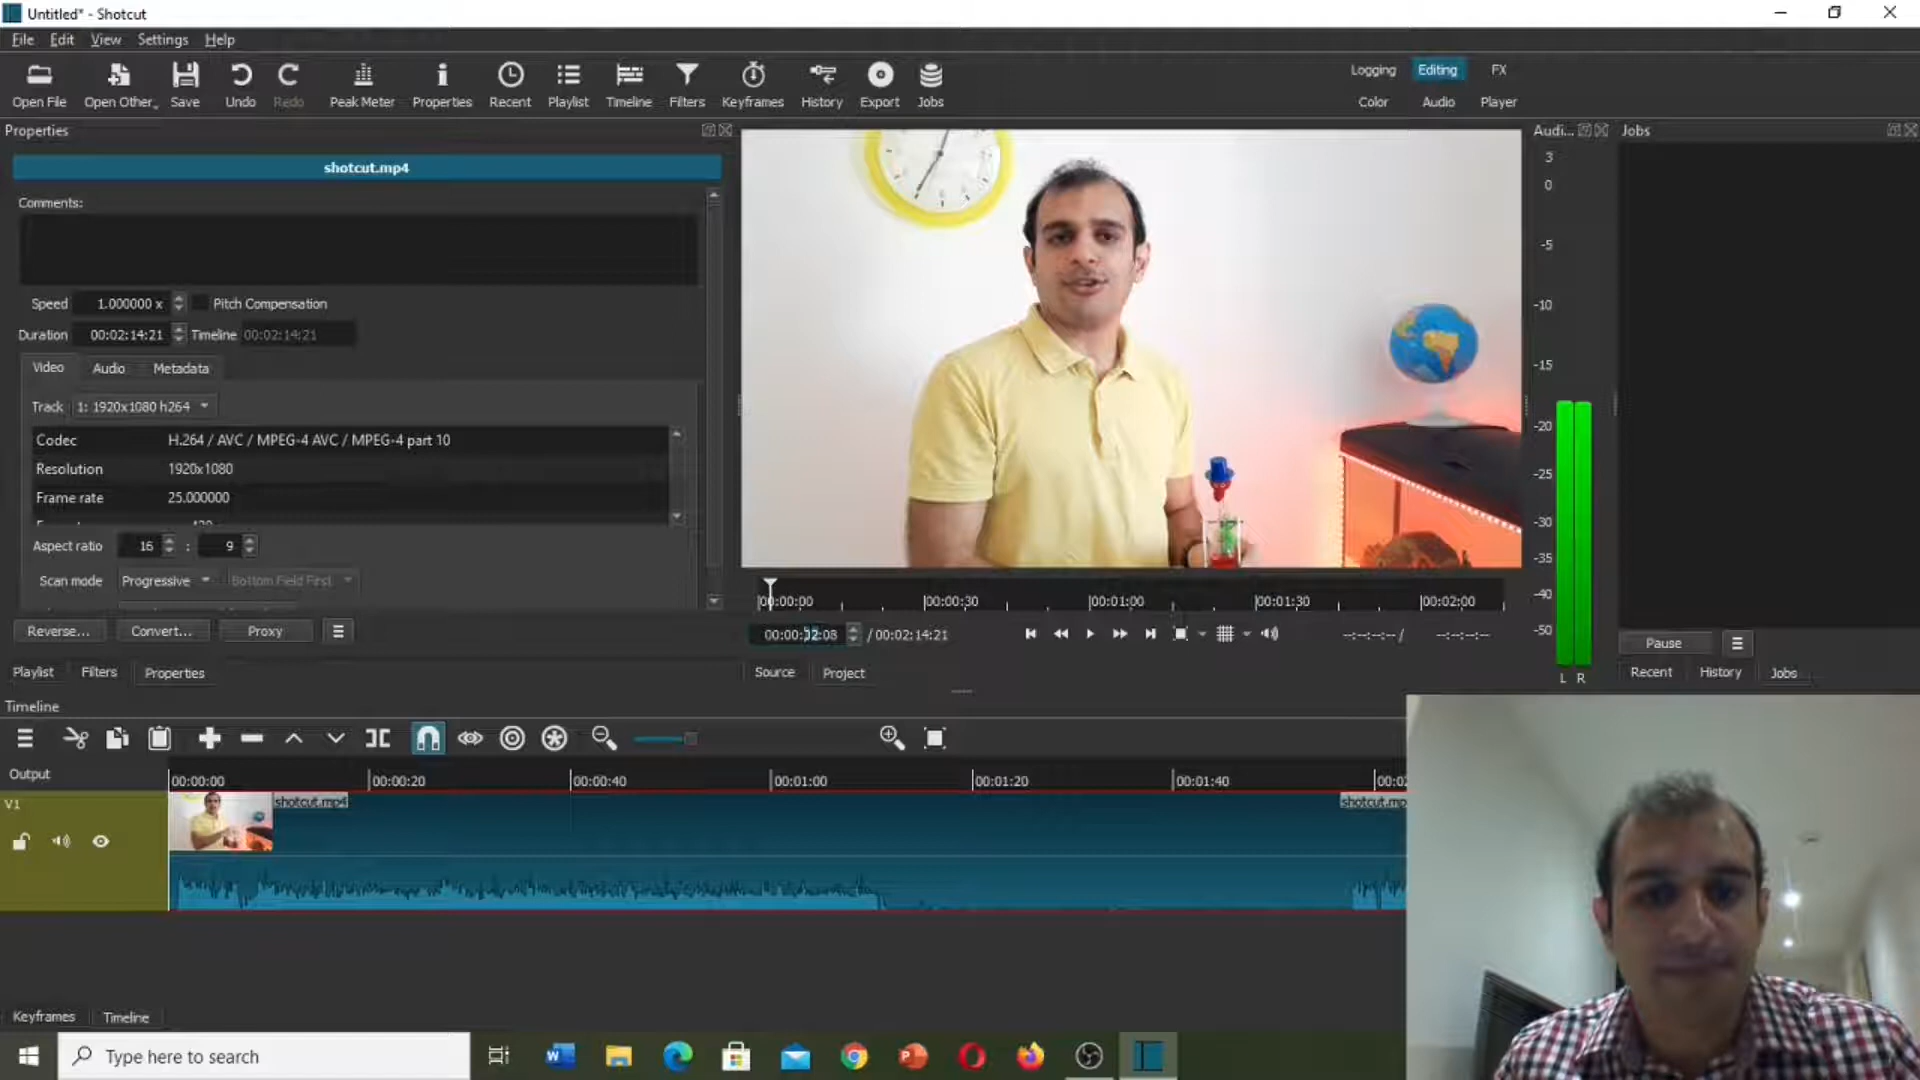 Untitled* - Shotcut
File Edit View Settings Help
Open File Open Other... Save Undo Redo Peak Meter Properties Recent Playlist Timeline Filters Keyframes History Export Jobs
Logging Editing FX
Color Audio Player
Properties
Audi...
Jobs
shotcut.mp4
Comments:
Speed 1.000000 x Pitch Compensation
Duration 00:02:14:21 Timeline 00:02:14:21
Video Audio Metadata
Track 1: 1920x1080 h264
Codec H.264 / AVC / MPEG-4 AVC / MPEG-4 part 10
Resolution 1920x1080
Frame rate 25.000000
Aspect ratio 16 : 9
Scan mode Progressive Bottom Field First
Reverse... Convert... Proxy
Playlist Filters Properties
3
0
-5
-10
-15
-20
-25
-30
-35
-40
-50
L R
00:00:00 00:00:30 00:01:00 00:01:30 00:02:00
00:00:02:08 / 00:02:14:21 --:--:--:-- / --:--:--:--
Source Project
Pause
Recent History Jobs
Timeline
Output 00:00:00 00:00:20 00:00:40 00:01:00 00:01:20 00:01:40 00:02
V1 shotcut.mp4 shotcut.mp
Keyframes Timeline
Type here to search